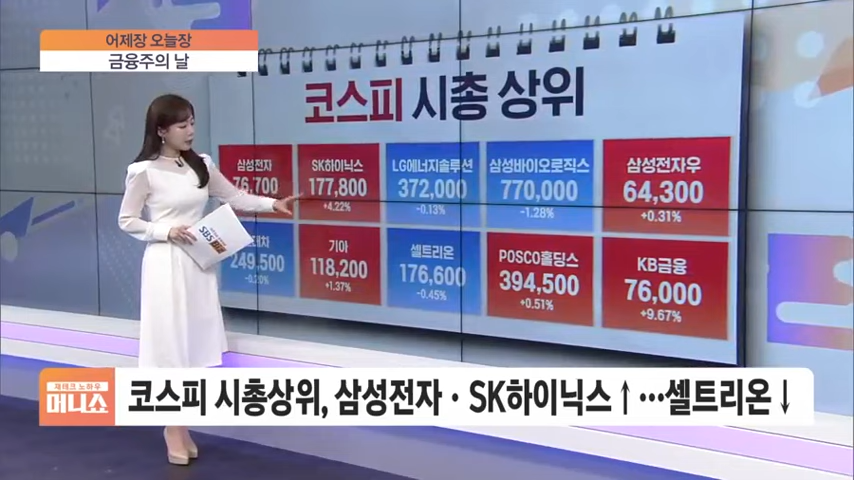 어제장 오늘장
금융주의 날
코스피 시총 상위
삼성전자
76,700
SK하이닉스
177,800
+4.22%
LG에너지솔루션
372,000
-0.13%
삼성바이오로직스
770,000
-1.28%
삼성전자우
64,300
+0.31%
249,500
-0.20%
기아
118,200
+1.37%
셀트리온
176,600
-0.45%
POSCO홀딩스
394,500
+0.51%
KB금융
76,000
+9.67%
SBS
재테크 노하우
머니쇼
코스피 시총상위, 삼성전자·SK하이닉스↑…셀트리온↓